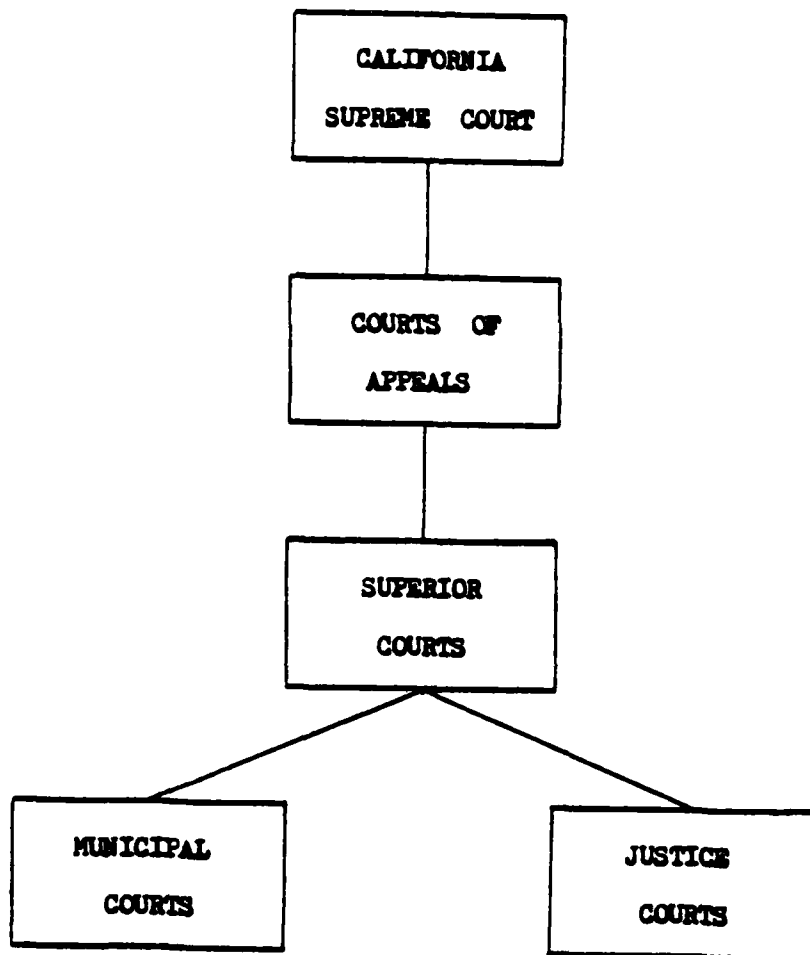 CALIFORNIA
SUPREME COURT
COURTS OF
APPEALS
SUPERIOR
COURTS
MUNICIPAL
COURTS
JUSTICE
COURTS